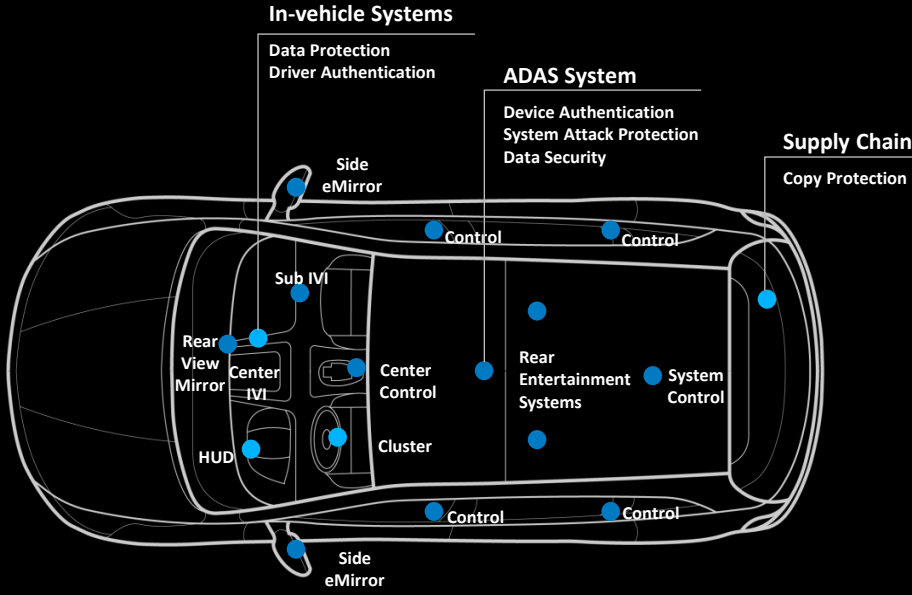 In-vehicle Systems
Data Protection
Driver Authentication
ADAS System
Device Authentication
System Attack Protection
Data Security
Supply Chain
Copy Protection
Side
eMirror
Control
Control
Sub IVI
Rear
View
Mirror
Center
IVI
Center
Control
Rear
Entertainment
Systems
System
Control
HUD
Cluster
Control
Control
Side
eMirror